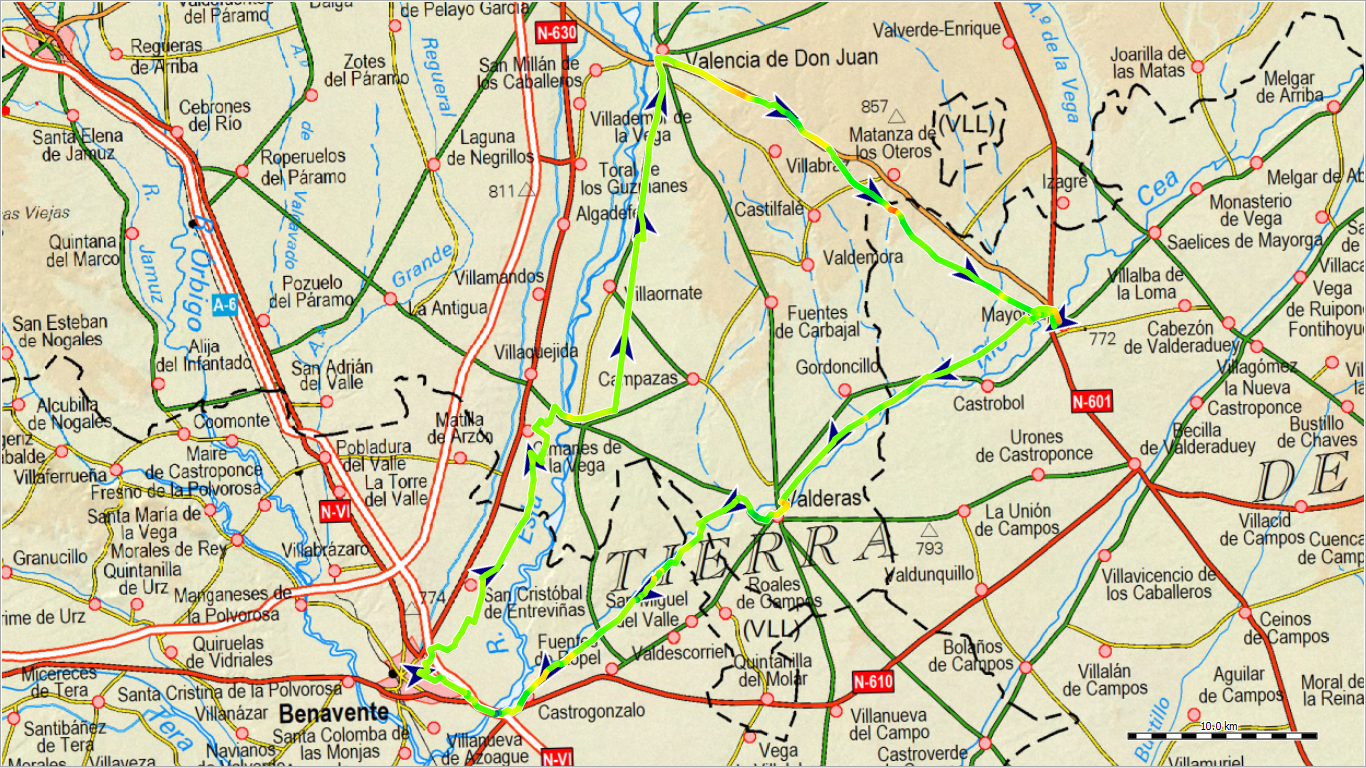 del Páramo
de Pelayo García
N-630
Valverde-Enrique
A.º de la Vega
Joarilla de
las Matas
Regueras
de Arriba
Zotes
del Páramo
Regueral
San Millán de
los Caballeros
Valencia de Don Juan
Melgar
de Arriba
Cebrones
del Río
857
(VLL)
Villademor de
la Vega
Matanza de
los Oteros
Santa Elena
de Jamuz
Roperuelos
del Páramo
Laguna
de Negrillos
811
Toral de
los Guzmanes
Izagre
Cea
Monasterio
de Vega
as Viejas
R.
Jamuz
R. Orbigo
Valdavado
Algadefe
Castilfalé
Saelices de Mayorga
Quintana
del Marco
Grande
Valdemora
Villalba de
la Loma
Pozuelo
del Páramo
A-6
Villamandos
La Antigua
Villaornate
Fuentes
de Carbajal
772
Cabezón
de Valderaduey
San Esteban
de Nogales
Alija
del Infantado
San Adrián
del Valle
Villaquejida
Campazas
Gordoncillo
Río
Villagómez
la Nueva
Castrobol
N-601
Castroponce
Alcubilla
de Nogales
Coomonte
Matilla
de Arzón
Becilla
de Valderaduey
Bustillo
de Chaves
Maire
de Castroponce
Pobladura
del Valle
la Vega
Urones
de Castroponce
Villaferrueña
Fresno de la Polvorosa
La Torre
del Valle
Valderas
DE
N-VI
Esla
Santa María de
la Vega
La Unión
de Campos
Villacid
de Campos
Granucillo
Morales de Rey
Villabrázaro
TIERRA
793
Quintanilla
de Urz
Valdunquillo
Villavicencio de
los Caballeros
Manganeses de
la Polvorosa
774
San Cristóbal
de Entreviñas
San Miguel
del Valle
Roales
de Campos
(VLL)
Ceinos
de Campos
Quiruelas
de Vidriales
R.
Valdescorriel
Bolaños
de Campos
Villalán
de Campos
Aguilar
de Campos
Micereces
de Tera
Santa Cristina de la Polvorosa
Quintanilla
del Molar
N-610
Moral de
la Reina
Villanázar
Benavente
Castrogonzalo
Santibáñez
de Tera
Tera
Navianos
Santa Colomba de
las Monjas
Villanueva
de Azoague
N-VI
Vega
Villanueva
del Campo
Castroverde
Bustillo
10.0 km
Villamuriel